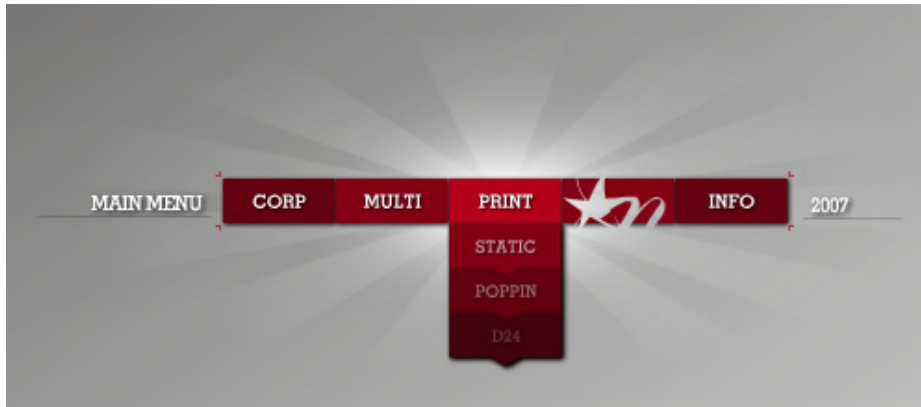 MAIN MENU CORP MULTI PRINT INFO 2007
STATIC
POPPIN
D24